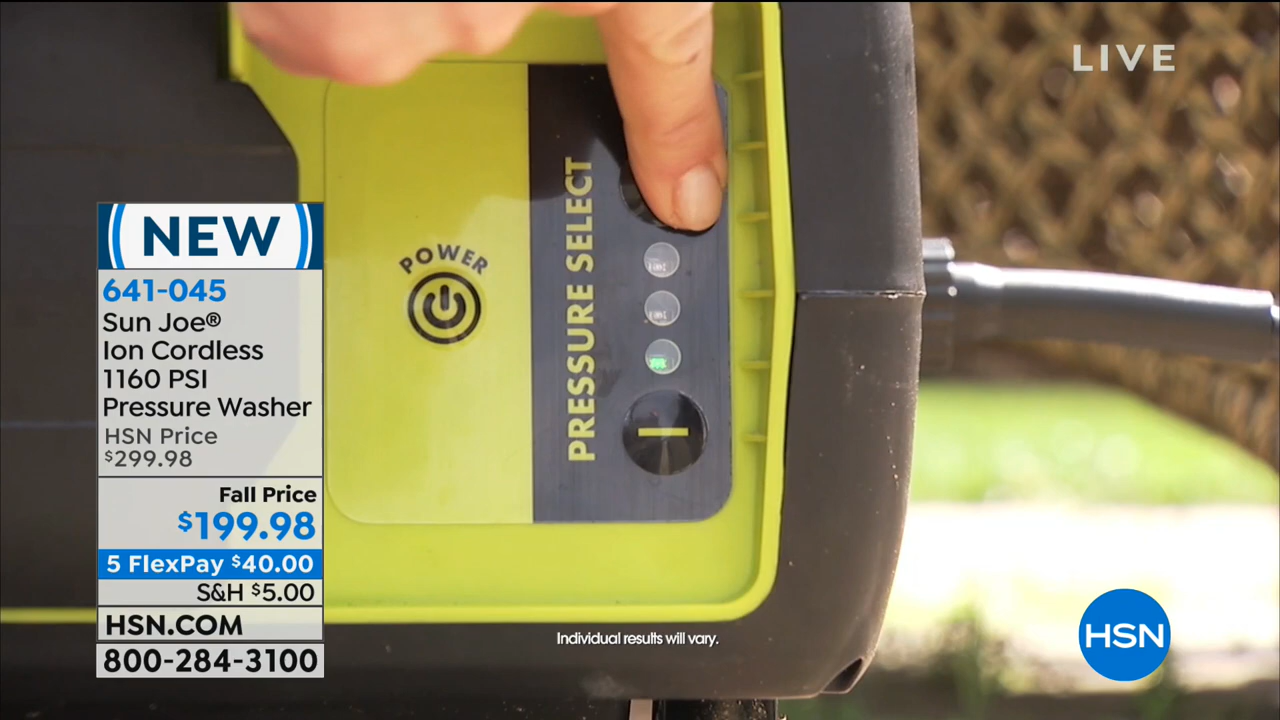 LIVE
NEW
641-045
Sun Joe®
Ion Cordless
1160 PSI
Pressure Washer
HSN Price
$299.98
Fall Price
$199.98
5 FlexPay $40.00
S&H $5.00
HSN.COM
800-284-3100
POWER
PRESSURE SELECT
Individual results will vary.
HSN